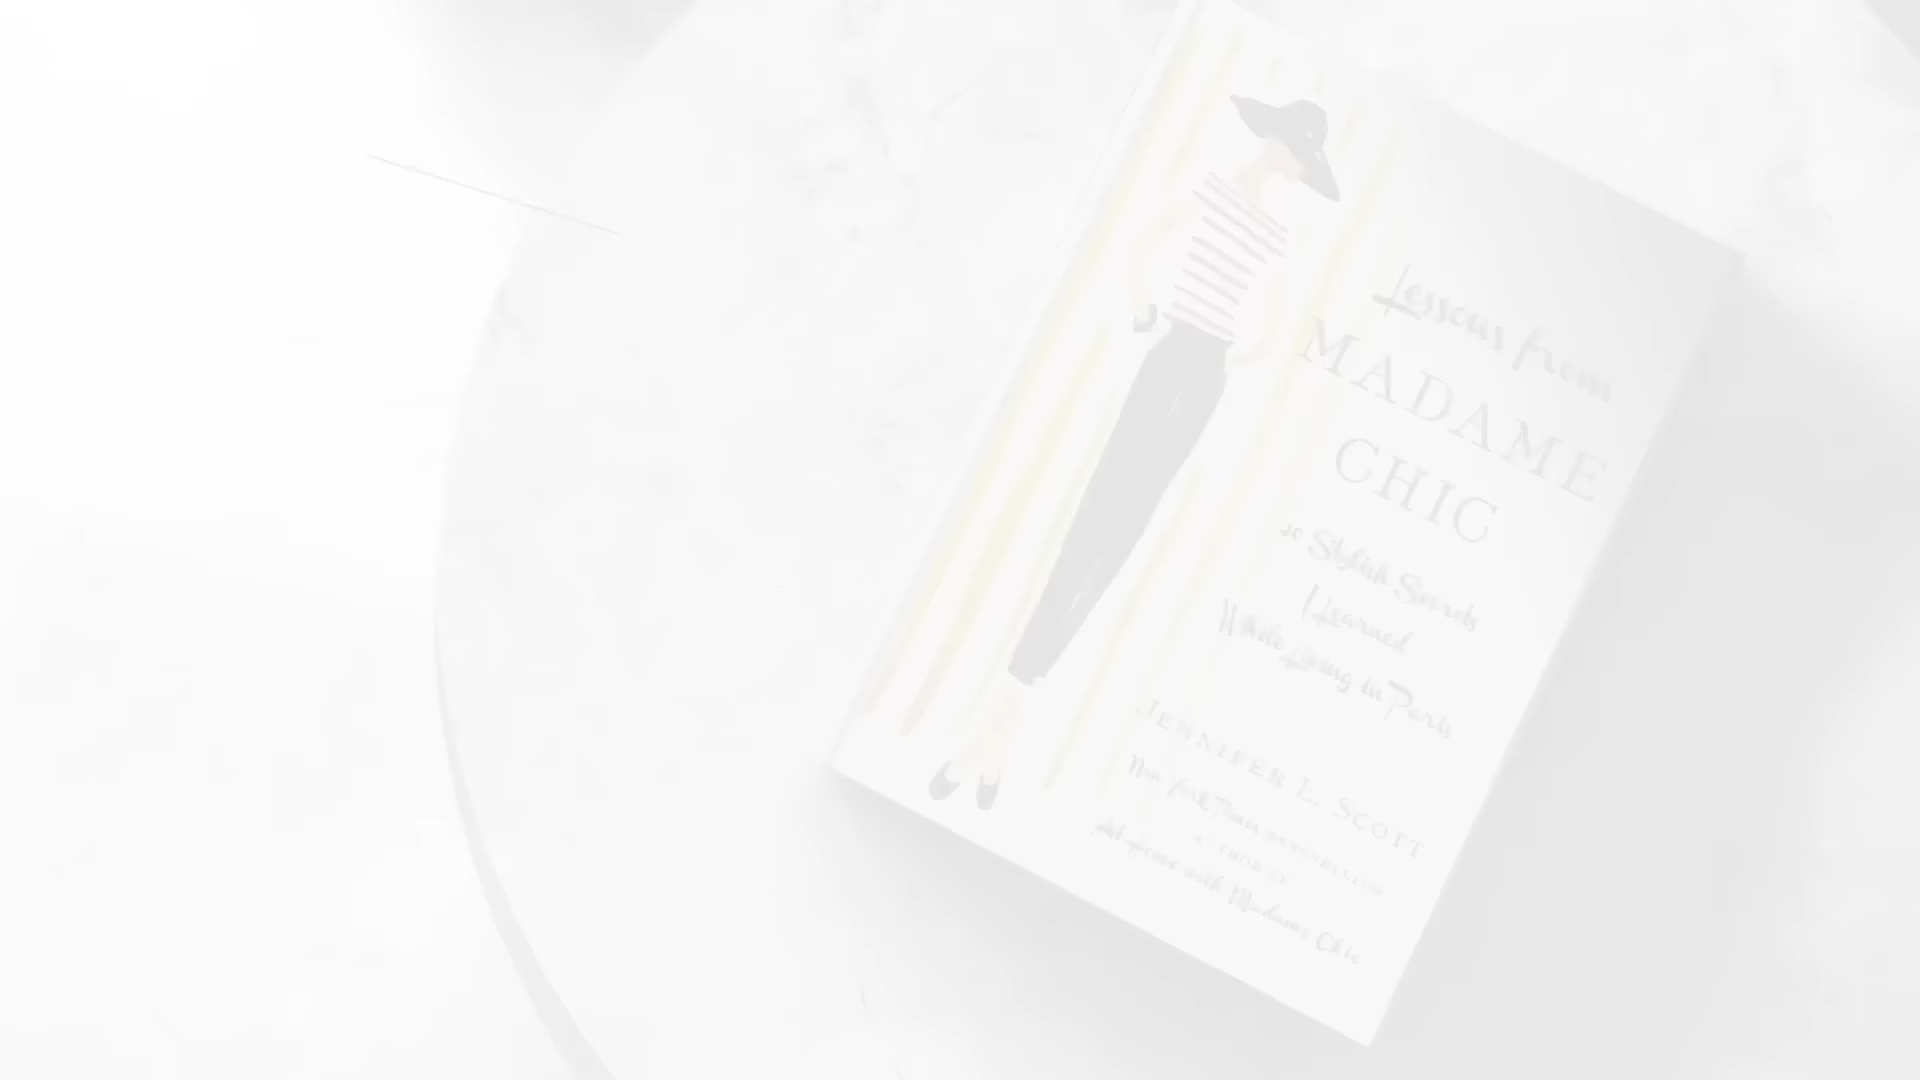 Lessons from
MADAME
CHIC
20 Stylish Secrets
I Learned
While Living in Paris
JENNIFER L. SCOTT
New York Times BESTSELLING
AUTHOR OF
At Home with Madame Chic